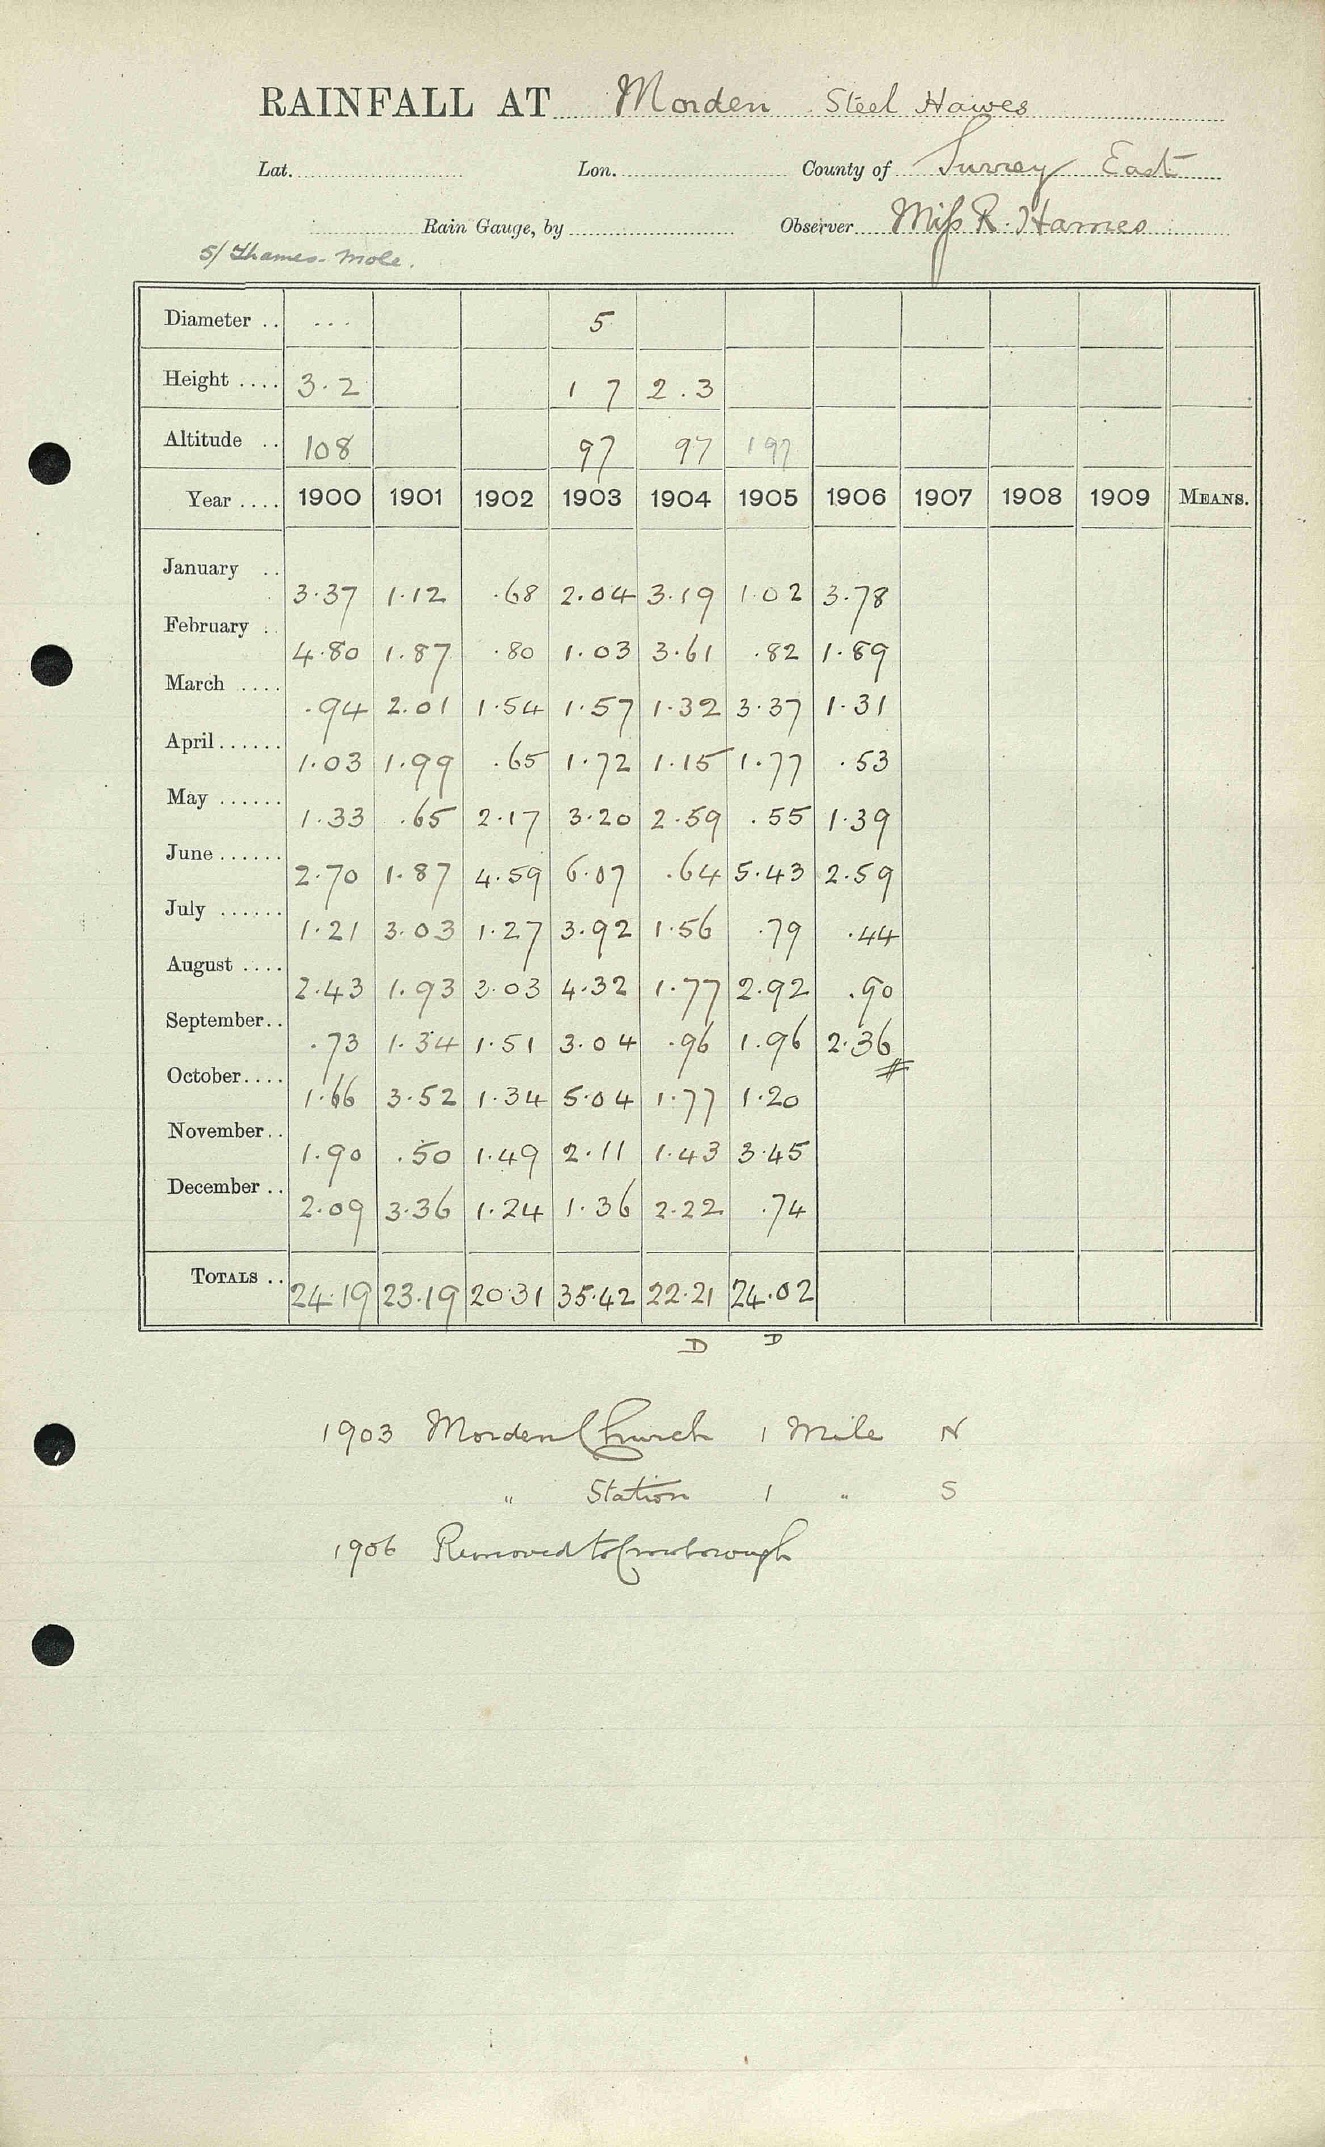 RAINFALL AT Morden Steel Hawes
Lat. Lon. County of Surrey East
Rain Gauge, by Observer Miss R. Hames
5/ Thames-Mole.
Diameter .. ... 5
Height .... 3.2 1 7 2.3
Altitude .. 108 97 97 197
Year .... 1900 1901 1902 1903 1904 1905 1906 1907 1908 1909 MEANS.
January .. 3.37 1.12 .68 2.04 3.19 1.02 3.78
February .. 4.80 1.87 .80 1.03 3.61 .82 1.89
March .... .94 2.01 1.54 1.57 1.32 3.37 1.31
April ...... 1.03 1.99 .65 1.72 1.15 1.77 .53
May ...... 1.33 .65 2.17 3.20 2.59 .55 1.39
June ...... 2.70 1.87 4.59 6.07 .64 5.43 2.59
July ...... 1.21 3.03 1.27 3.92 1.56 .79 .44
August .... 2.43 1.93 3.03 4.32 1.77 2.92 .90
September.. .73 1.34 1.51 3.04 .96 1.96 2.36
October.... 1.66 3.52 1.34 5.04 1.77 1.20
November.. 1.90 .50 1.49 2.11 1.43 3.45
December .. 2.09 3.36 1.24 1.36 2.22 .74
TOTALS .. 24.19 23.19 20.31 35.42 22.21 24.02
D D
1903 Morden Church 1 Mile N
" Station 1 " S
1906 Removed to Crowborough